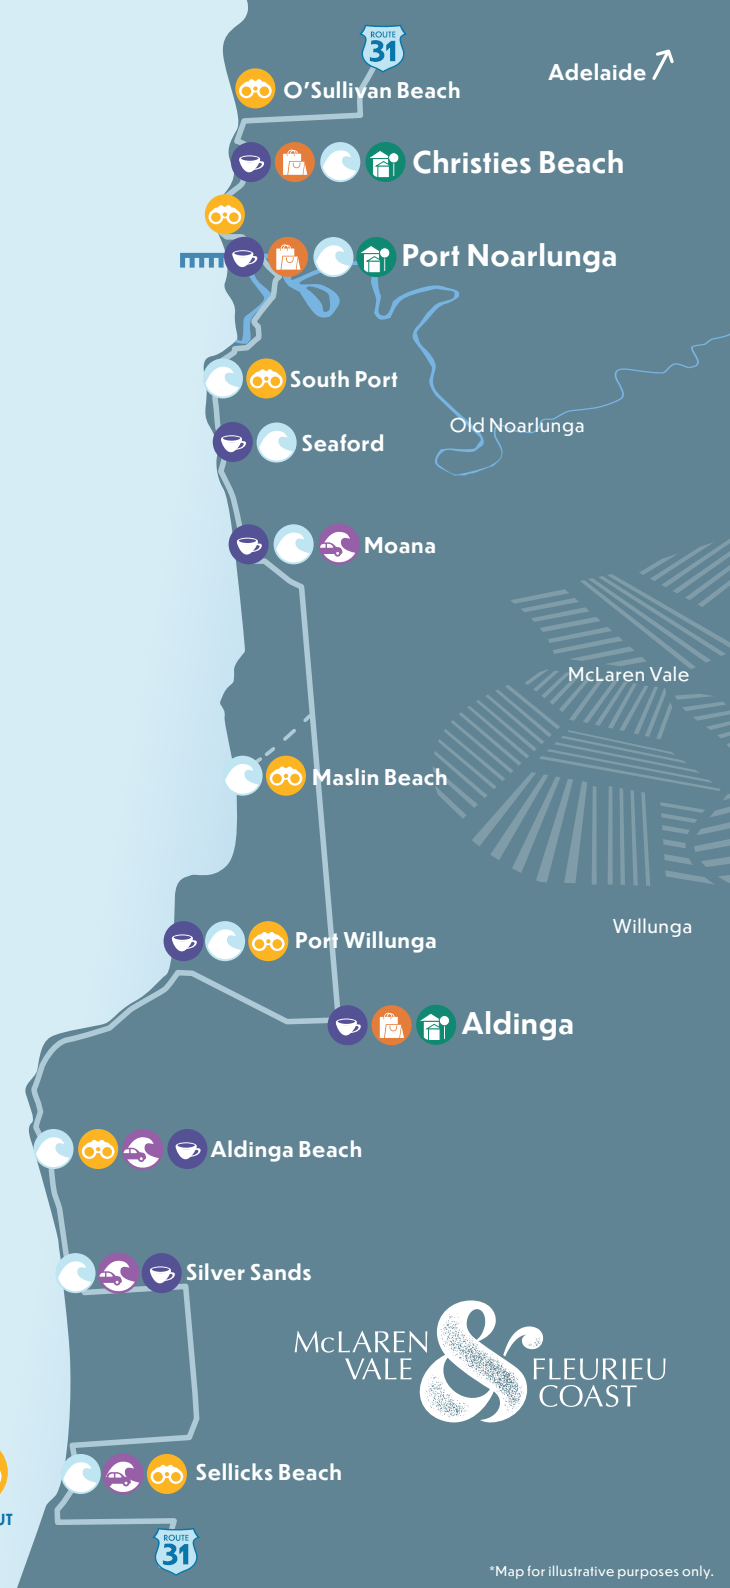 ROUTE
31
Adelaide
O'Sullivan Beach
Christies Beach
Port Noarlunga
South Port
Old Noarlunga
Seaford
Moana
McLaren Vale
Maslin Beach
Willunga
Port Willunga
Aldinga
Aldinga Beach
Silver Sands
McLAREN
VALE
&
FLEURIEU
COAST
Sellicks Beach
UT
ROUTE
31
*Map for illustrative purposes only.